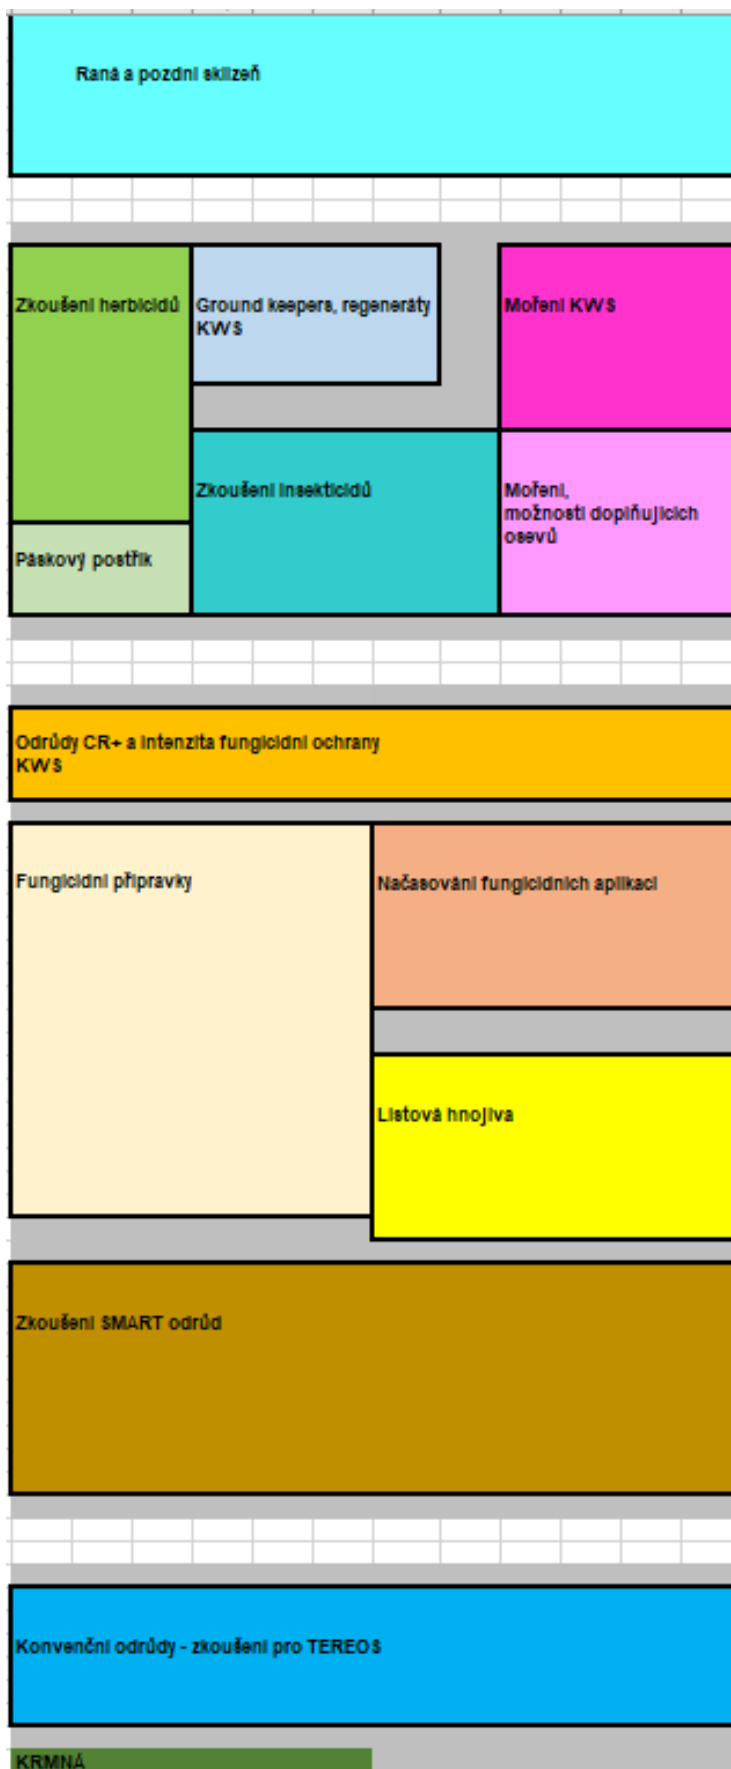 Raná a pozdní sklizeň
Zkoušení herbicidů
Ground keepers, regeneráty
KWS
Moření KWS
Zkoušení insekticidů
Moření,
možnosti doplňujících
osevů
Páskový postřik
Odrůdy CR+ a intenzita fungicidní ochrany
KWS
Fungicidní přípravky
Načasování fungicidních aplikací
Listová hnojiva
Zkoušení SMART odrůd
Konvenční odrůdy - zkoušení pro TEREOS
KRMNÁ